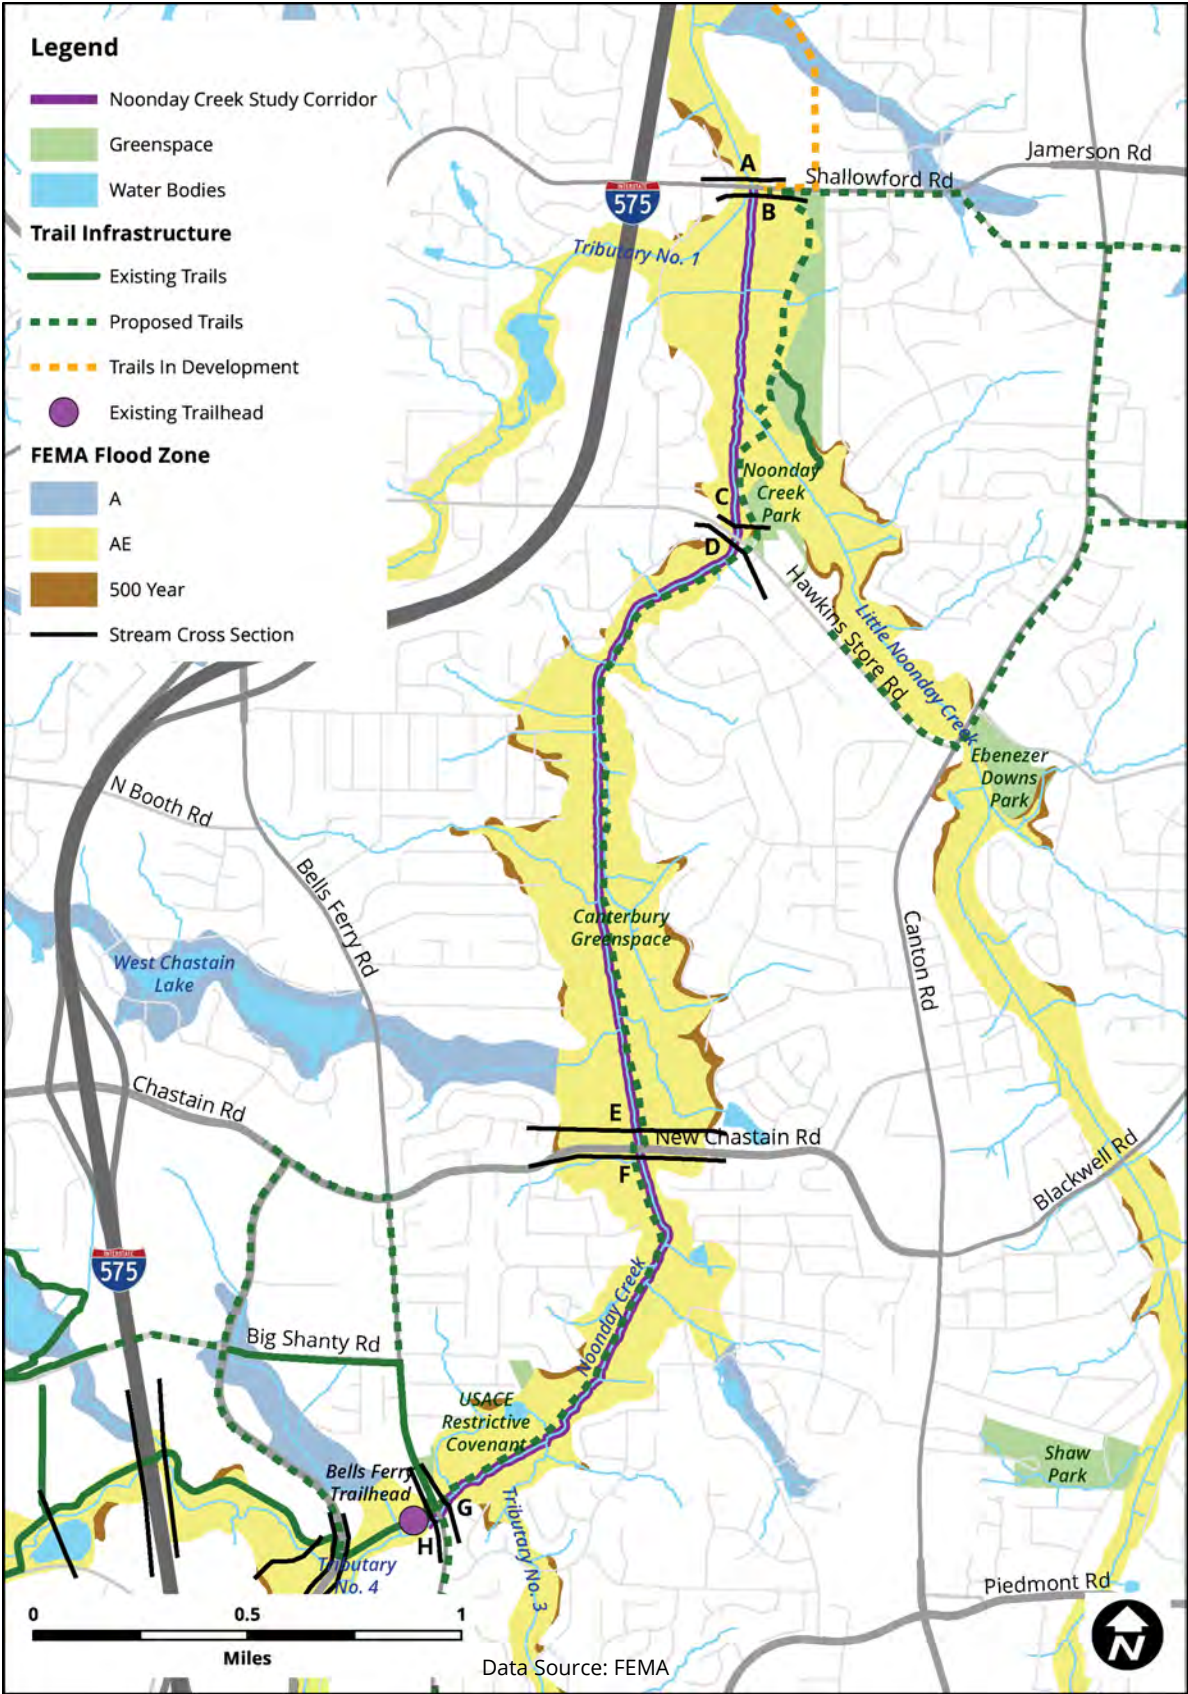 Legend
Noonday Creek Study Corridor
Greenspace
Water Bodies
Trail Infrastructure
Existing Trails
Proposed Trails
Trails In Development
Existing Trailhead
FEMA Flood Zone
A
AE
500 Year
Stream Cross Section
A
Shallowford Rd
Jamerson Rd
INTERSTATE
575
B
Tributary No. 1
Noonday
Creek
Park
C
D
Hawkins Store Rd
Little Noonday Creek
Ebenezer
Downs
Park
N Booth Rd
Bells Ferry Rd
Canterbury
Greenspace
West Chastain
Lake
Canton Rd
Chastain Rd
E
New Chastain Rd
F
Blackwell Rd
INTERSTATE
575
Noonday Creek
Big Shanty Rd
USACE
Restrictive
Covenant
Shaw
Park
Bells Ferry
Trailhead
G
H
Tributary No. 3
Tributary
No. 4
Piedmont Rd
0 0.5 1
Miles
Data Source: FEMA
N